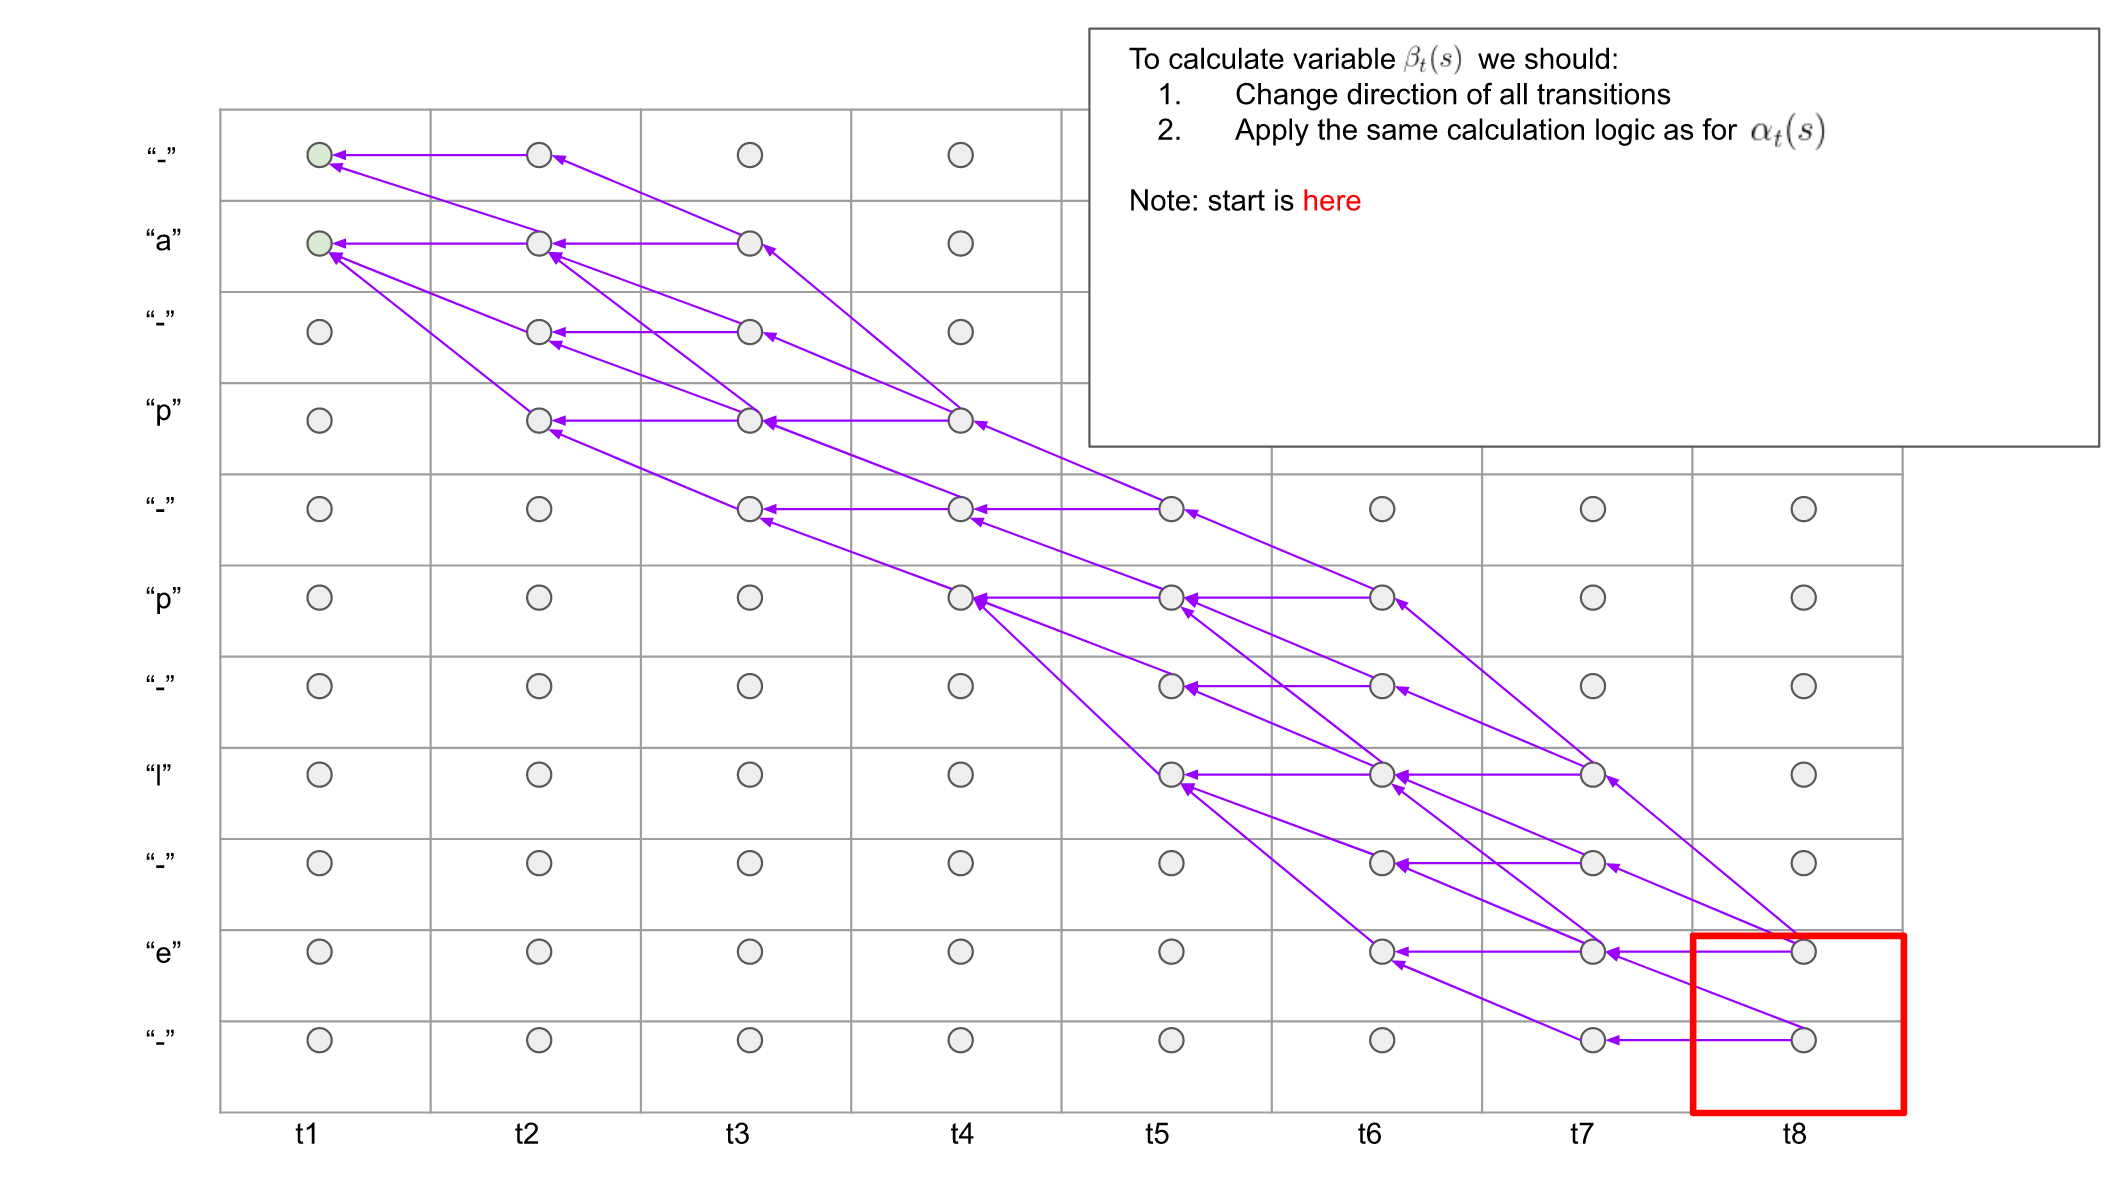 To calculate variable βₜ(s) we should:
1. Change direction of all transitions
2. Apply the same calculation logic as for αₜ(s)
Note: start is here
“-”
“a”
“-”
“p”
“-”
“p”
“-”
“l”
“-”
“e”
“-”
t1 t2 t3 t4 t5 t6 t7 t8